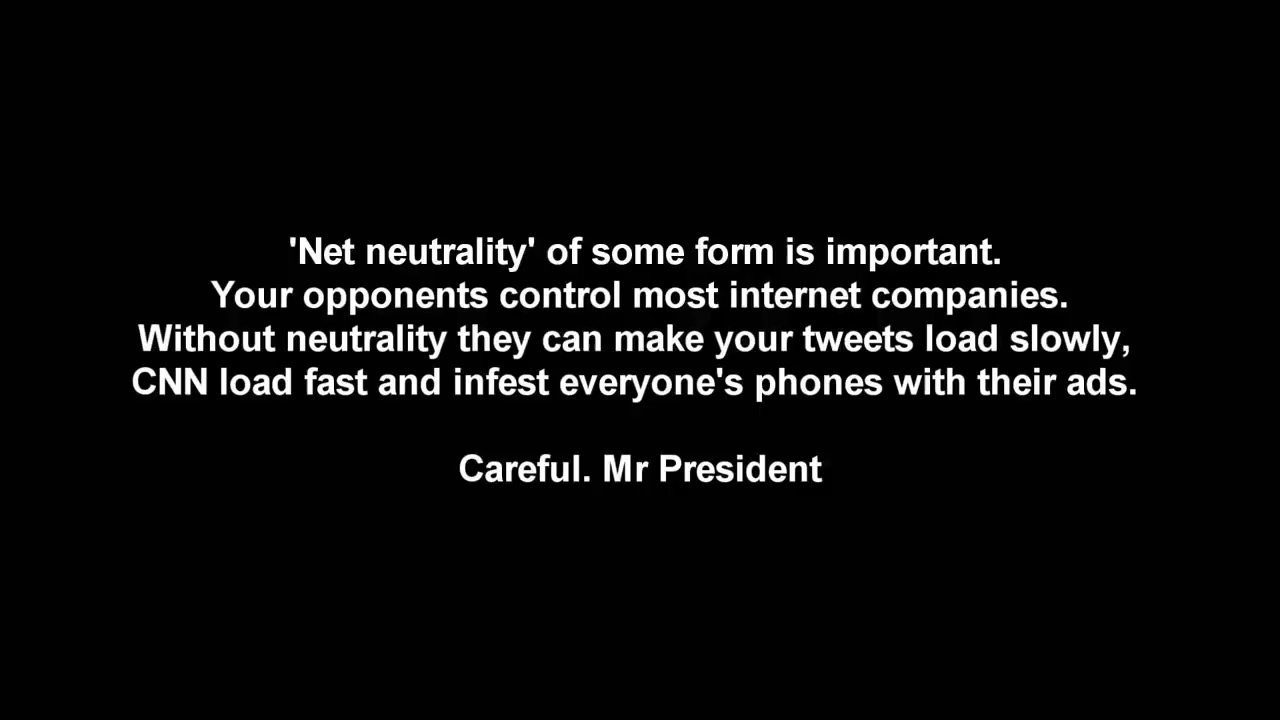 'Net neutrality' of some form is important.
Your opponents control most internet companies.
Without neutrality they can make your tweets load slowly,
CNN load fast and infest everyone's phones with their ads.
Careful. Mr President